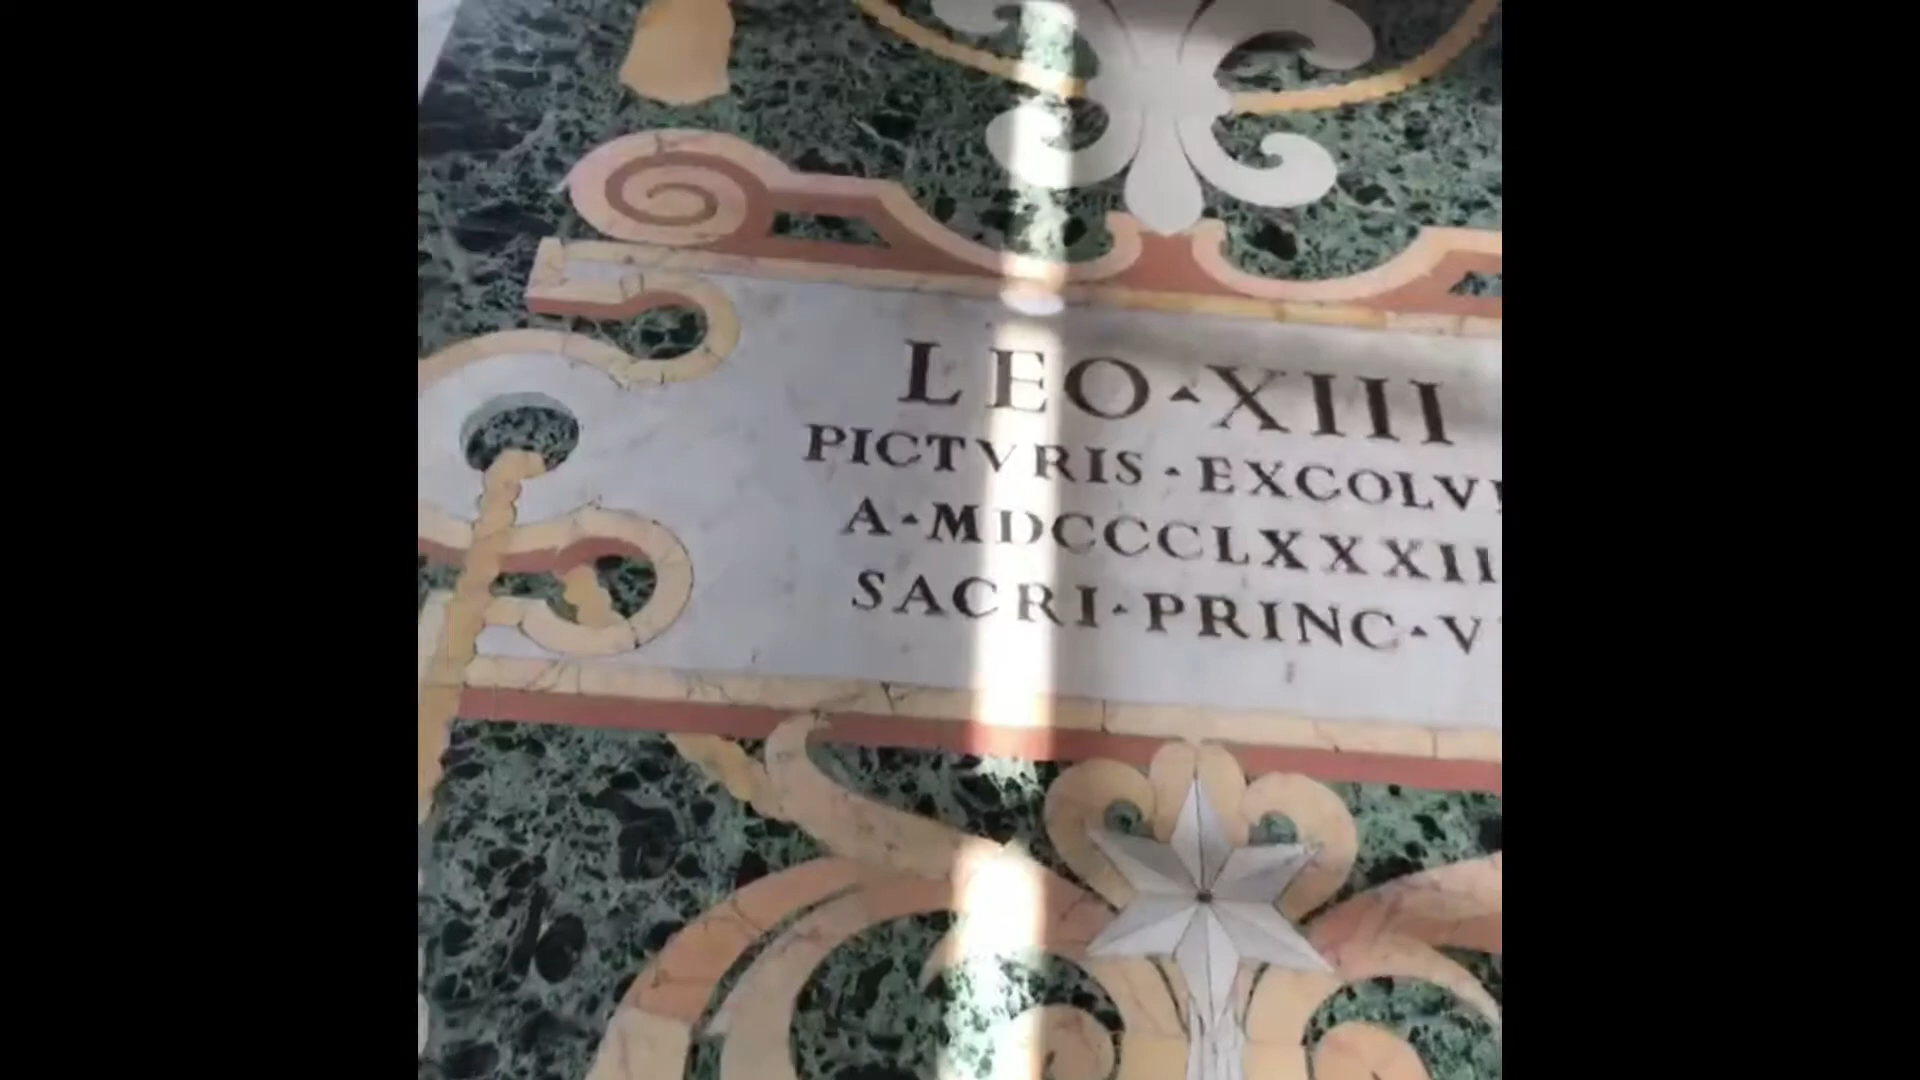 LEO▴XIII
PICTVRIS▴EXCOLV
A▴MDCCCLXXXII
SACRI▴PRINC▴V